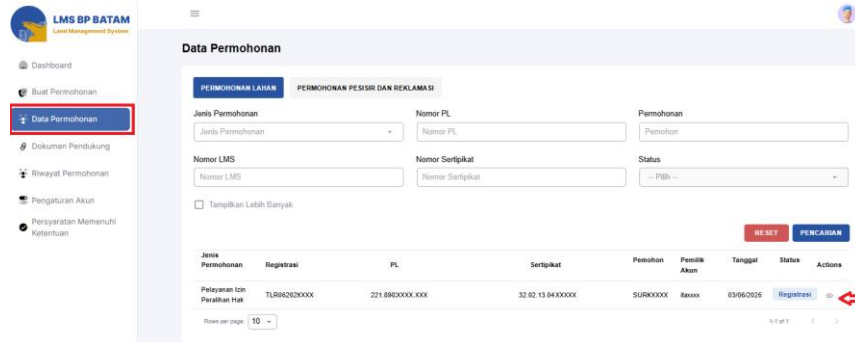 LMS BP BATAM
Land Management System
Dashboard
Buat Permohonan
Data Permohonan
Dokumen Pendukung
Riwayat Permohonan
Pengaturan Akun
Persyaratan Memenuhi
Ketentuan
Data Permohonan
PERMOHONAN LAHAN PERMOHONAN PESISIR DAN REKLAMASI
Jenis Permohonan Nomor PL Permohonan
Jenis Permohonan Nomor PL Pemohon
Nomor LMS Nomor Sertipikat Status
Nomor LMS Nomor Sertipikat -- Pilih --
Tampilkan Lebih Banyak
RESET PENCARIAN
Jenis Permohonan Registrasi PL Sertipikat Pemohon Pemilik Akun Tanggal Status Actions
Pelayanan Izin Peralihan Hak TLR06202XXXX 221.890XXXX.XXX 32.02.13.04.XXXXX SURXXXXX itaxxxx 03/06/2025 Registrasi
Rows per page: 10 1-1 of 1